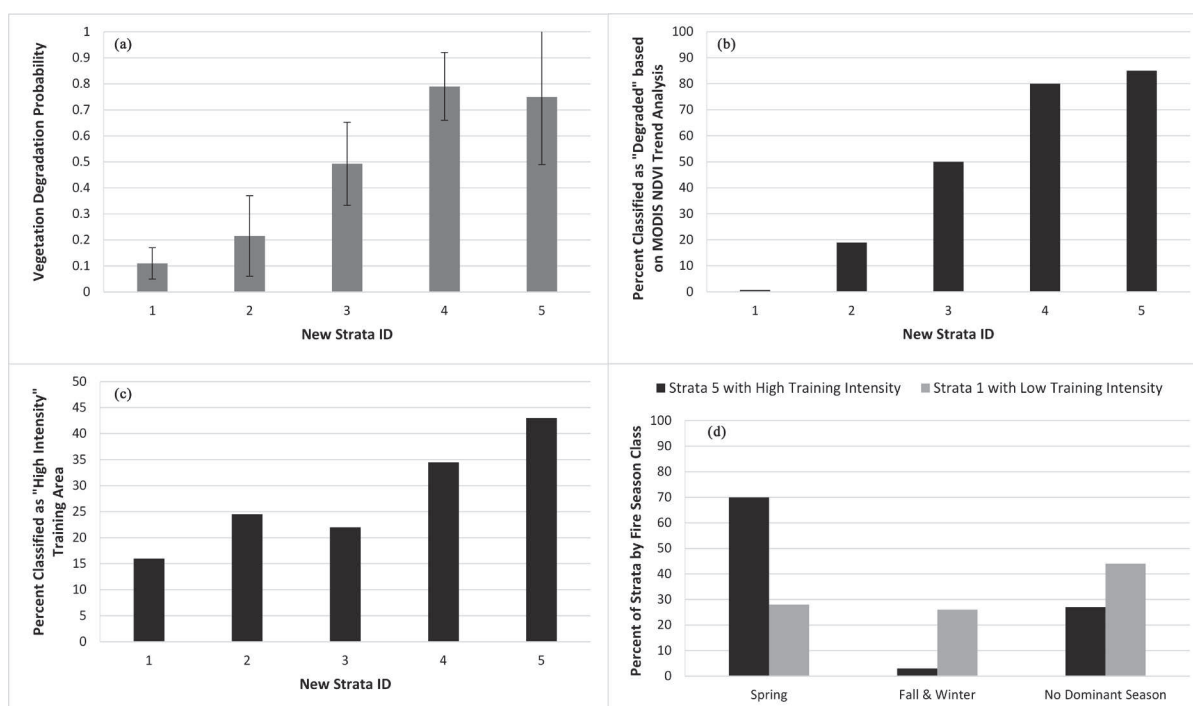 (a)
Vegetation Degradation Probability
1
0.9
0.8
0.7
0.6
0.5
0.4
0.3
0.2
0.1
0
1 2 3 4 5
New Strata ID
(b)
Percent Classified as "Degraded" based
on MODIS NDVI Trend Analysis
100
90
80
70
60
50
40
30
20
10
0
1 2 3 4 5
New Strata ID
(c)
Percent Classified as "High Intensity"
Training Area
50
45
40
35
30
25
20
15
10
5
0
1 2 3 4 5
New Strata ID
Strata 5 with High Training Intensity Strata 1 with Low Training Intensity
(d)
Percent of Strata by Fire Season Class
100
90
80
70
60
50
40
30
20
10
0
Spring Fall & Winter No Dominant Season